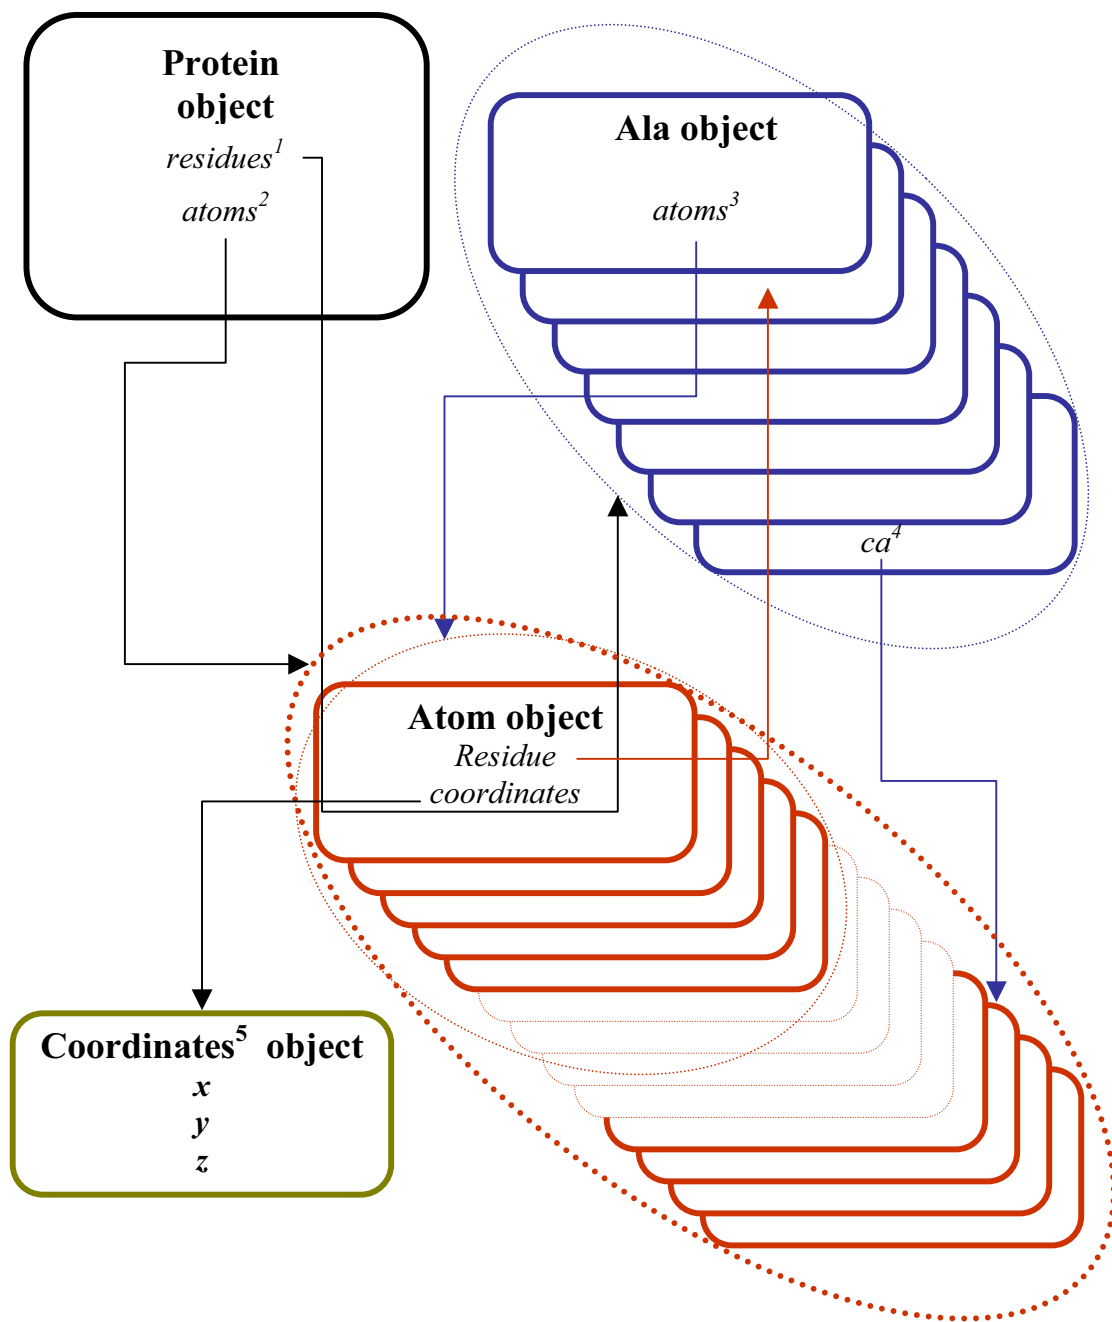 Protein
object
residues¹
atoms²
Ala object
atoms³
ca⁴
Atom object
Residue
coordinates
Coordinates⁵ object
x
y
z